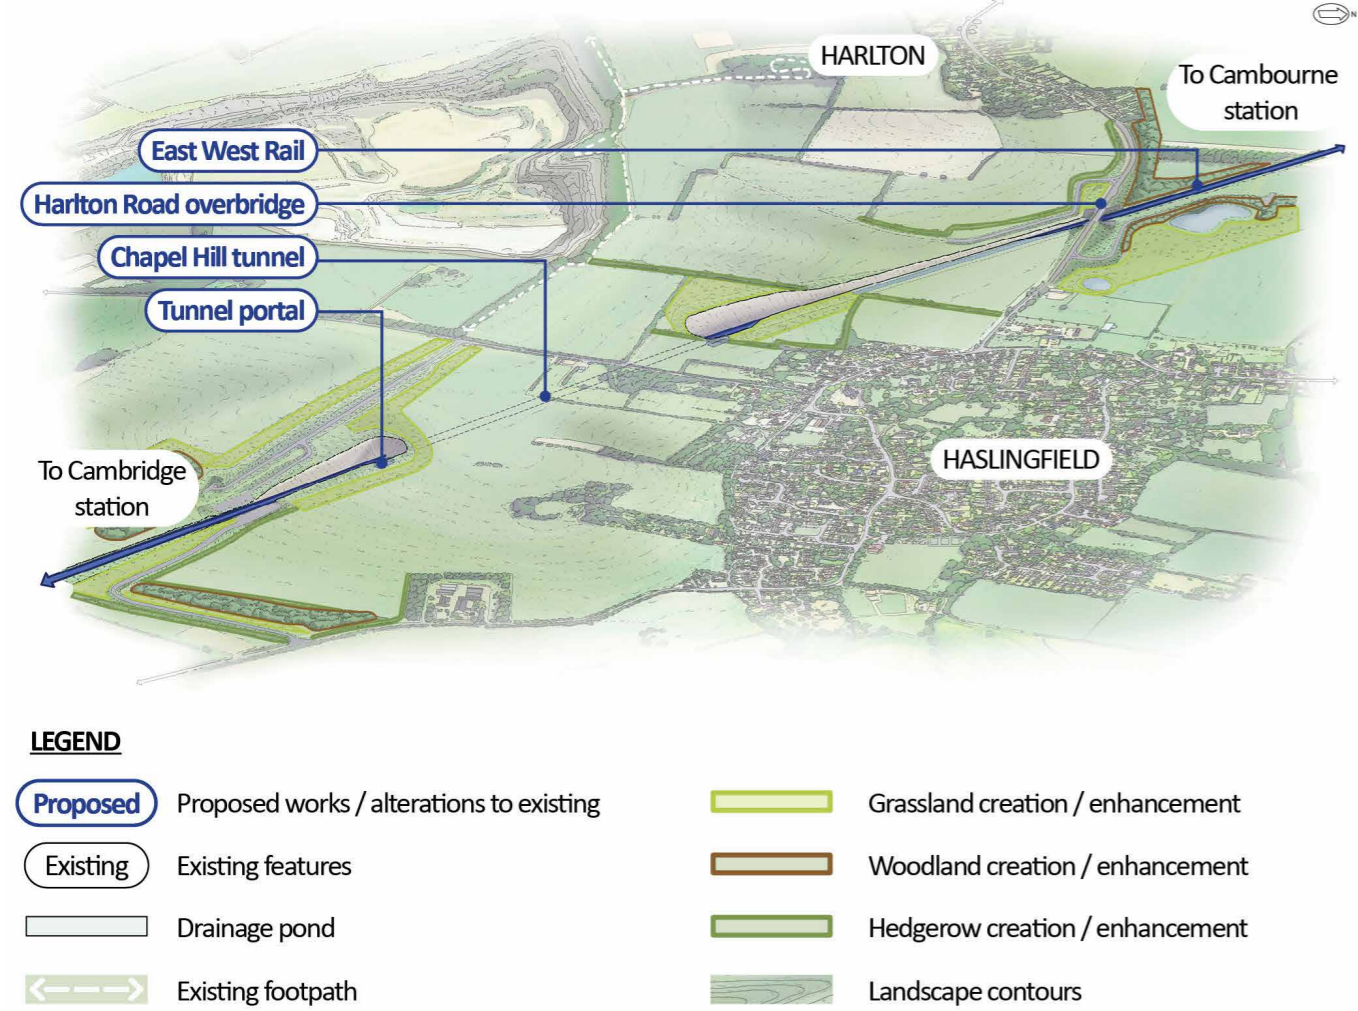 N
HARLTON
To Cambourne
station
East West Rail
Harlton Road overbridge
Chapel Hill tunnel
Tunnel portal
To Cambridge
station
HASLINGFIELD
LEGEND
Proposed Proposed works / alterations to existing
Existing Existing features
Drainage pond
Existing footpath
Grassland creation / enhancement
Woodland creation / enhancement
Hedgerow creation / enhancement
Landscape contours